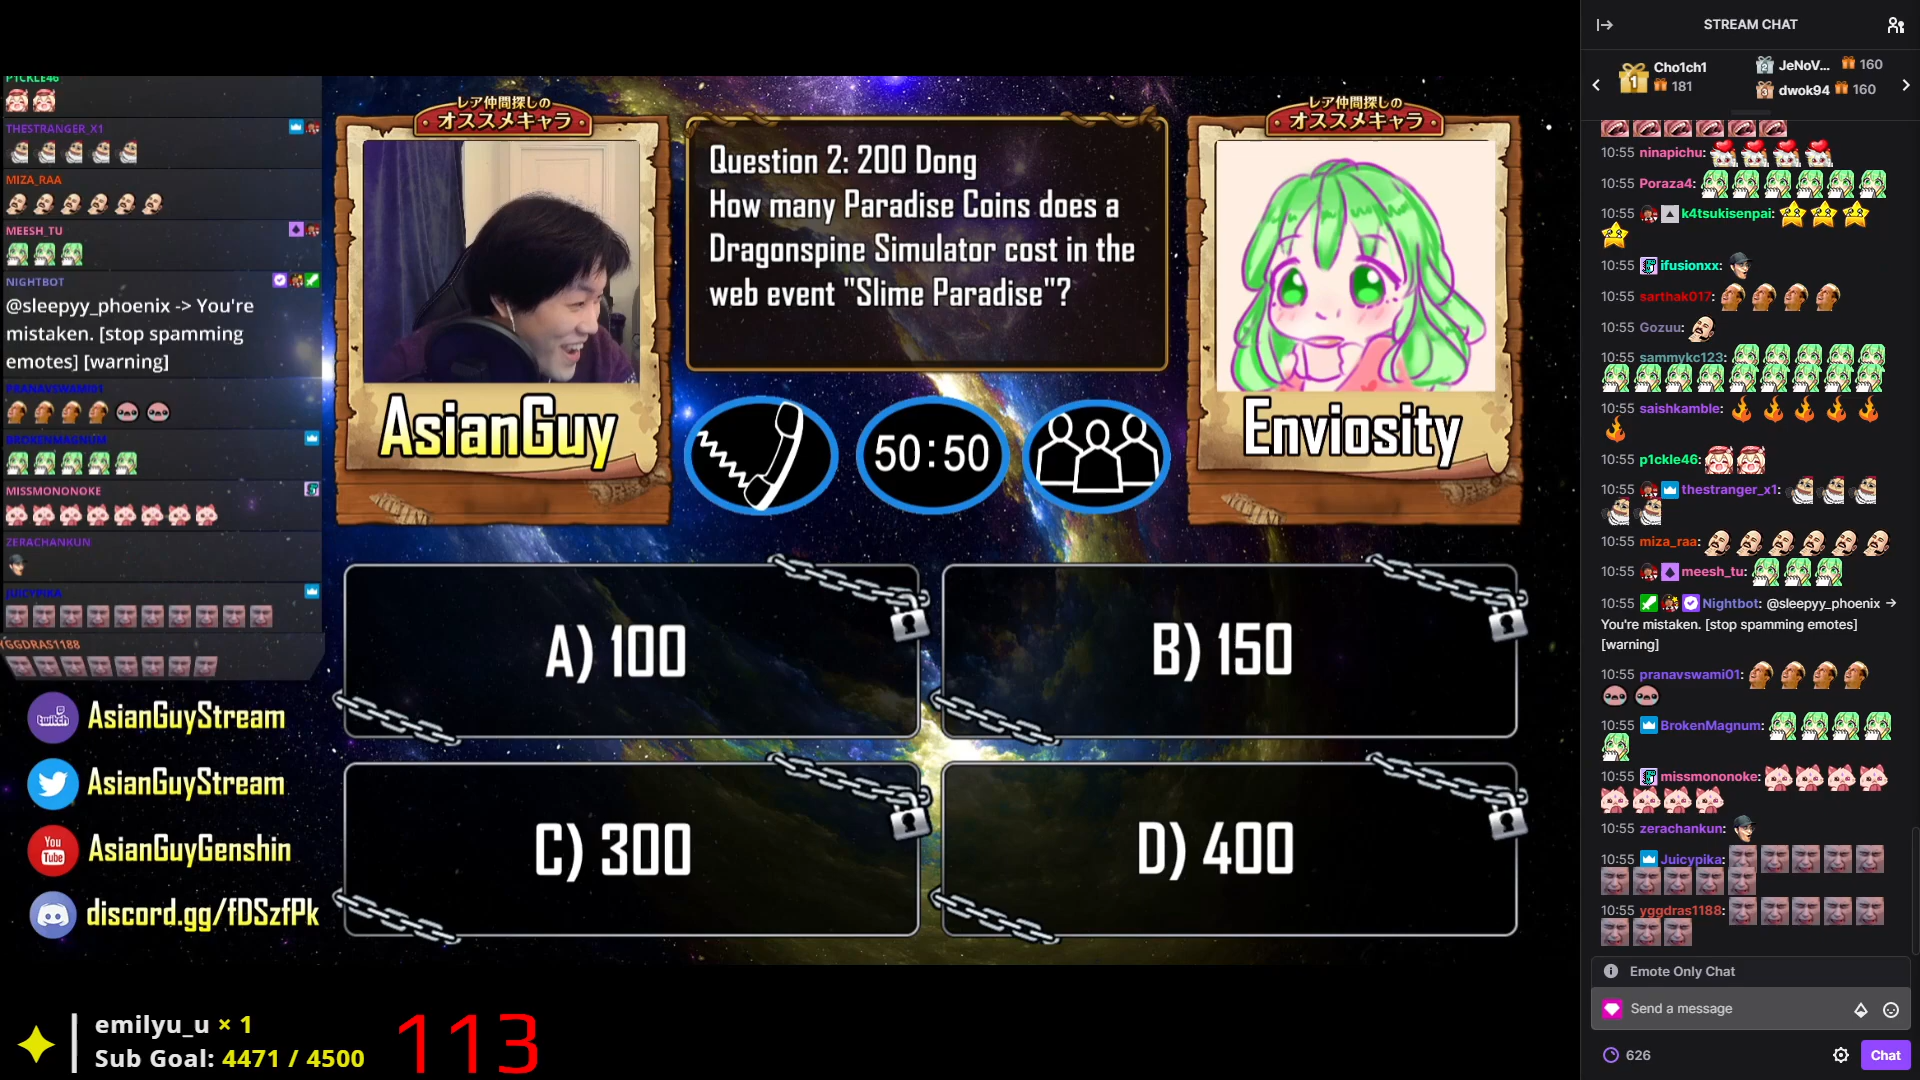 P1CKLE46
THESTRANGER_X1
MIZA_RAA
MEESH_TU
NIGHTBOT
@sleepyy_phoenix -> You're
mistaken. [stop spamming
emotes] [warning]
PRANAVSWAMI01
BROKENMAGNUM
MISSMONONOKE
ZERACHANKUN
JUICYPIKA
YGGDRAS1188
AsianGuyStream
AsianGuyStream
You
Tube
AsianGuyGenshin
discord.gg/fDSzfPk
twitch
レア仲間探しの
オススメキャラ
AsianGuy
Question 2: 200 Dong
How many Paradise Coins does a
Dragonspine Simulator cost in the
web event "Slime Paradise"?
50:50
レア仲間探しの
オススメキャラ
Enviosity
A) 100
B) 150
C) 300
D) 400
emilyu_u × 1
Sub Goal: 4471 / 4500
113
STREAM CHAT
1 Cho1ch1
181
2 JeNoV... 160
3 dwok94 160
10:55 ninapichu:
10:55 Poraza4:
10:55 k4tsukisenpai:
10:55 ifusionxx:
10:55 sarthak017:
10:55 Gozuu:
10:55 sammykc123:
10:55 saishkamble:
10:55 p1ckle46:
10:55 thestranger_x1:
10:55 miza_raa:
10:55 meesh_tu:
10:55 Nightbot: @sleepyy_phoenix →
You're mistaken. [stop spamming emotes]
[warning]
10:55 pranavswami01:
10:55 BrokenMagnum:
10:55 missmononoke:
10:55 zerachankun:
10:55 Juicypika:
10:55 yggdras1188:
Emote Only Chat
Send a message
626
Chat